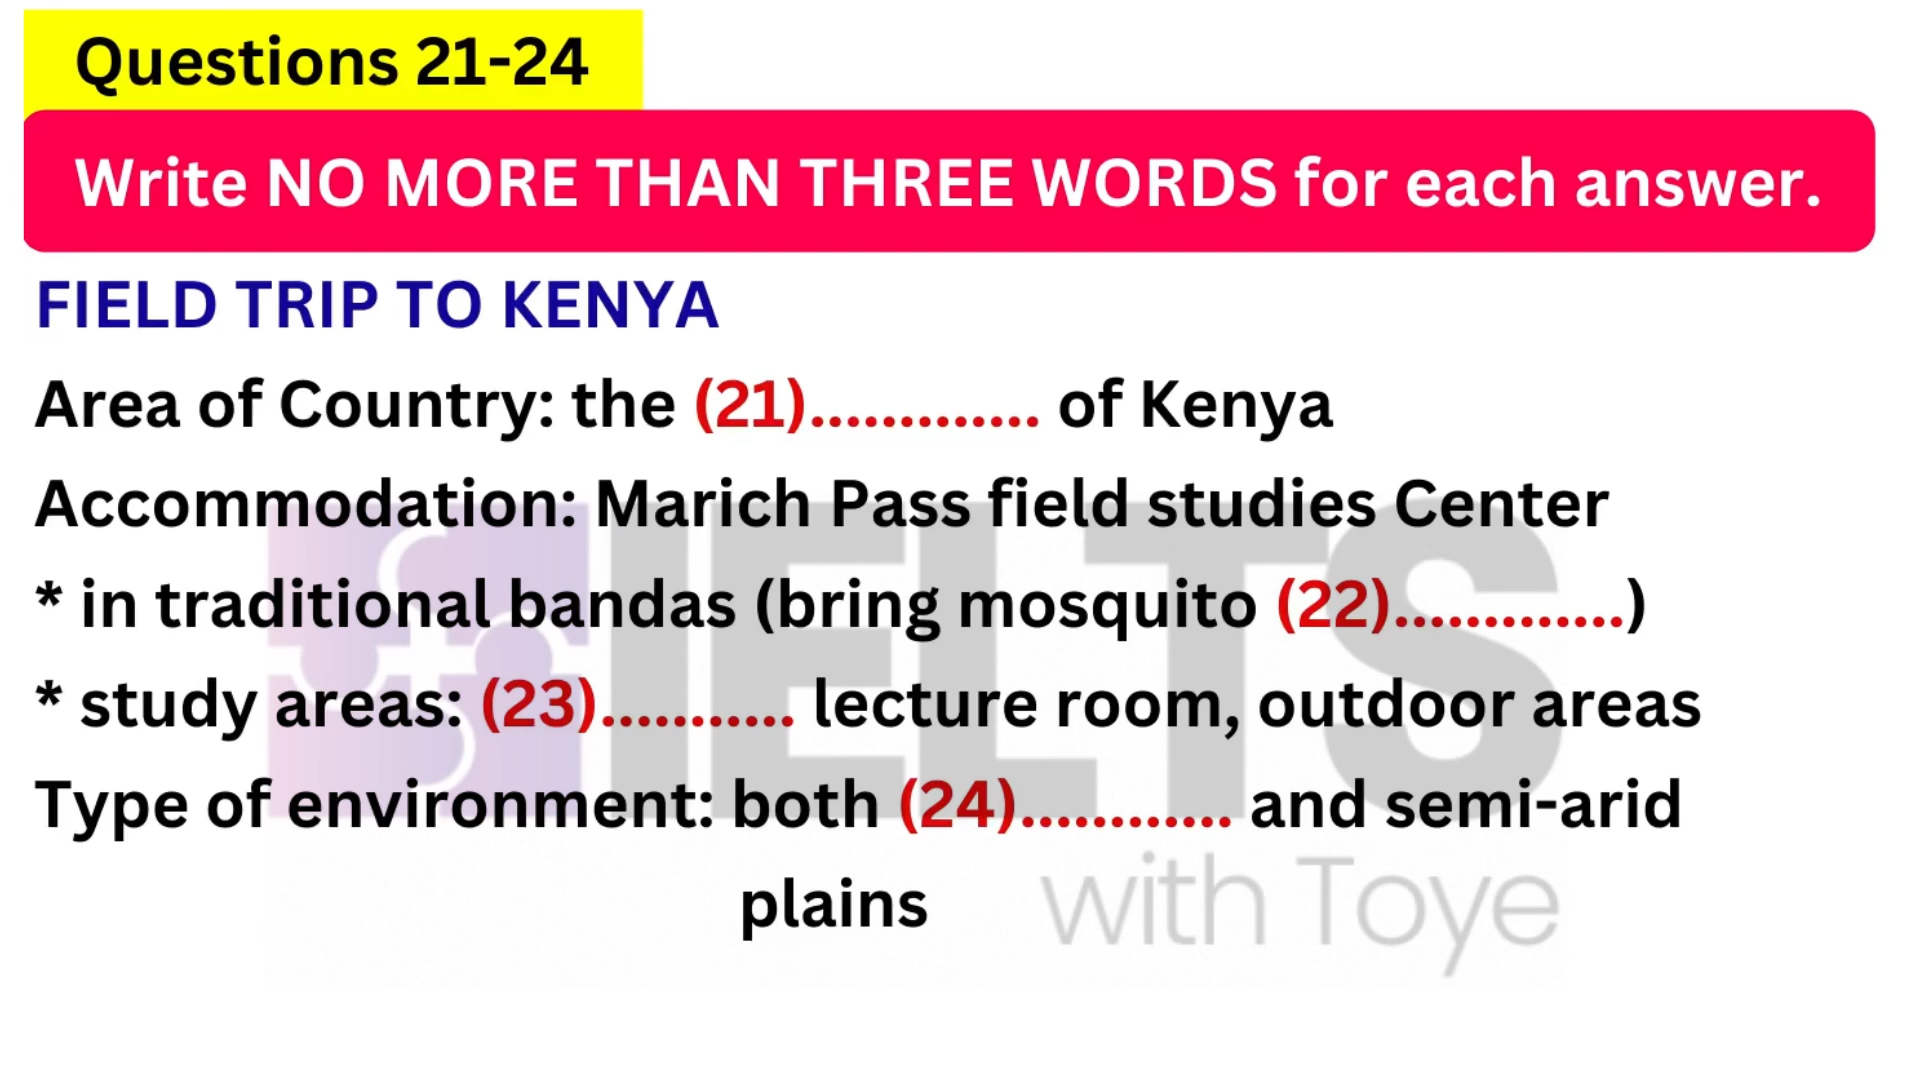 Questions 21-24
Write NO MORE THAN THREE WORDS for each answer.
FIELD TRIP TO KENYA
Area of Country: the (21)............. of Kenya
Accommodation: Marich Pass field studies Center
* in traditional bandas (bring mosquito (22).............)
* study areas: (23)........... lecture room, outdoor areas
Type of environment: both (24)............ and semi-arid
plains
IELTS
with Toye